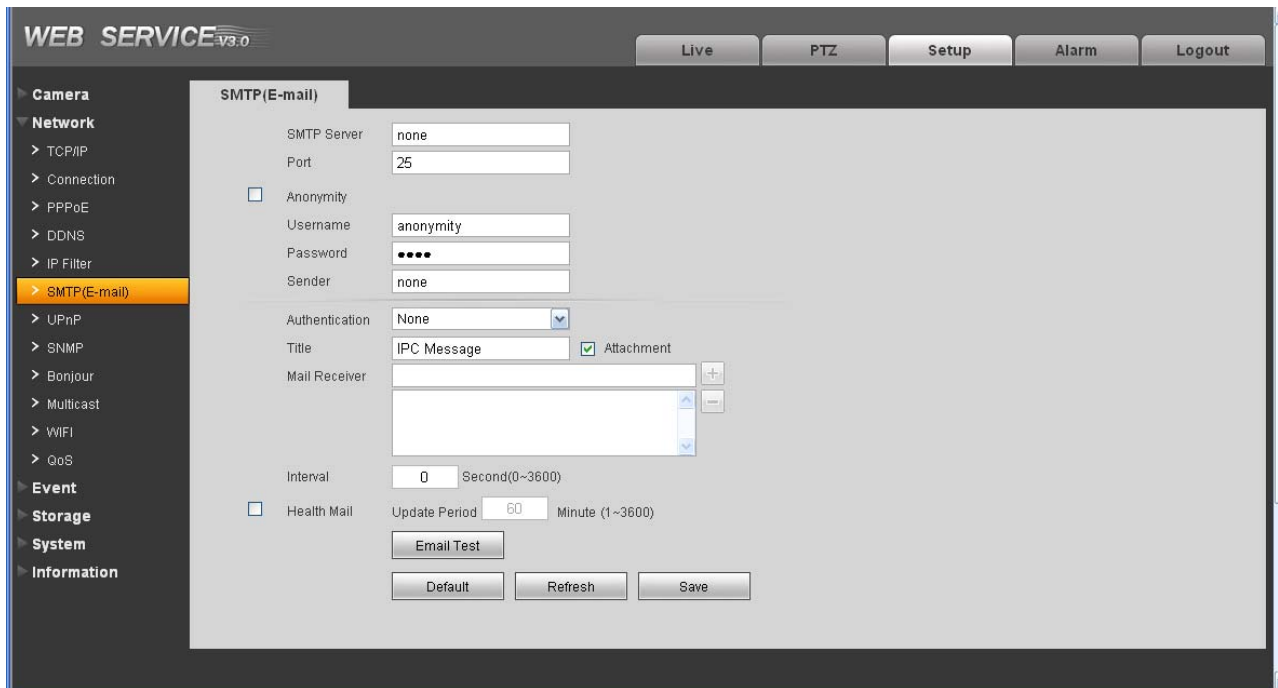 WEB SERVICE V3.0
Live PTZ Setup Alarm Logout
Camera
Network
> TCP/IP
> Connection
> PPPoE
> DDNS
> IP Filter
> SMTP(E-mail)
> UPnP
> SNMP
> Bonjour
> Multicast
> WIFI
> QoS
Event
Storage
System
Information
SMTP(E-mail)
SMTP Server none
Port 25
Anonymity
Username anonymity
Password ••••
Sender none
Authentication None
Title IPC Message Attachment
Mail Receiver
Interval 0 Second(0~3600)
Health Mail Update Period 60 Minute (1~3600)
Email Test
Default Refresh Save